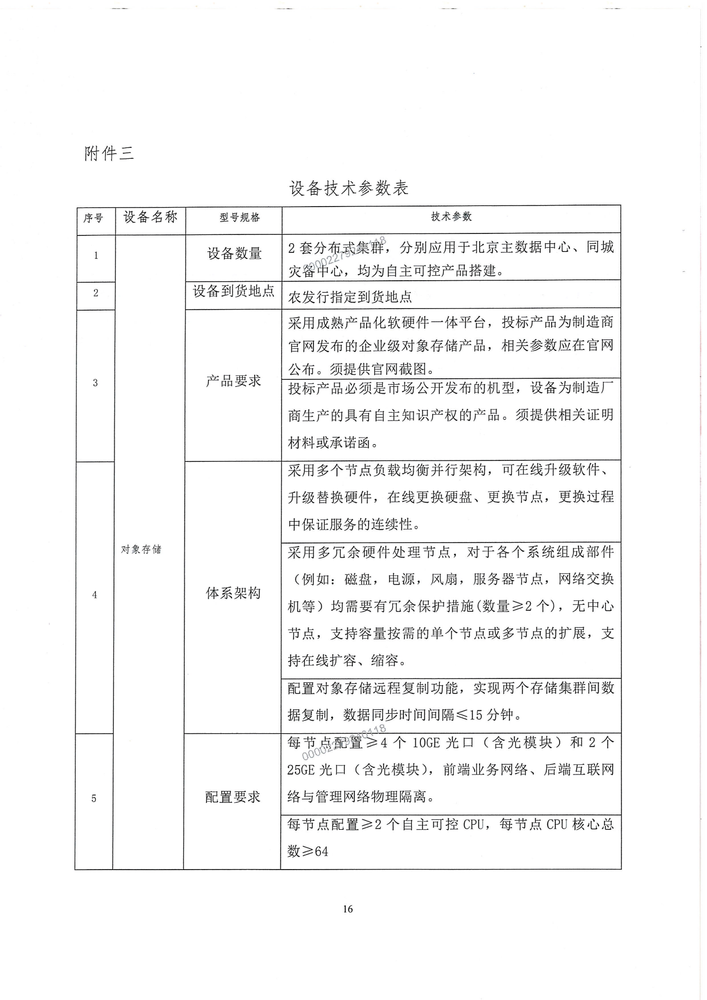 附件三
设备技术参数表
序号 设备名称 型号规格 技术参数
1
对象存储
设备数量
2 套分布式集群，分别应用于北京主数据中心、同城
灾备中心，均为自主可控产品搭建。
00002279240118
2
设备到货地点
农发行指定到货地点
3
产品要求
采用成熟产品化软硬件一体平台，投标产品为制造商
官网发布的企业级对象存储产品，相关参数应在官网
公布。须提供官网截图。
投标产品必须是市场公开发布的机型，设备为制造厂
商生产的具有自主知识产权的产品。须提供相关证明
材料或承诺函。
4
体系架构
采用多个节点负载均衡并行架构，可在线升级软件、
升级替换硬件，在线更换硬盘、更换节点，更换过程
中保证服务的连续性。
采用多冗余硬件处理节点，对于各个系统组成部件
（例如：磁盘，电源，风扇，服务器节点，网络交换
机等）均需要有冗余保护措施(数量≥2 个)，无中心
节点，支持容量按需的单个节点或多节点的扩展，支
持在线扩容、缩容。
配置对象存储远程复制功能，实现两个存储集群间数
据复制，数据同步时间间隔≤15 分钟。
5
配置要求
每节点配置≥4 个 10GE 光口（含光模块）和 2 个
25GE 光口（含光模块），前端业务网络、后端互联网
络与管理网络物理隔离。
00002279240118
每节点配置≥2 个自主可控 CPU，每节点 CPU 核心总
数≥64
16